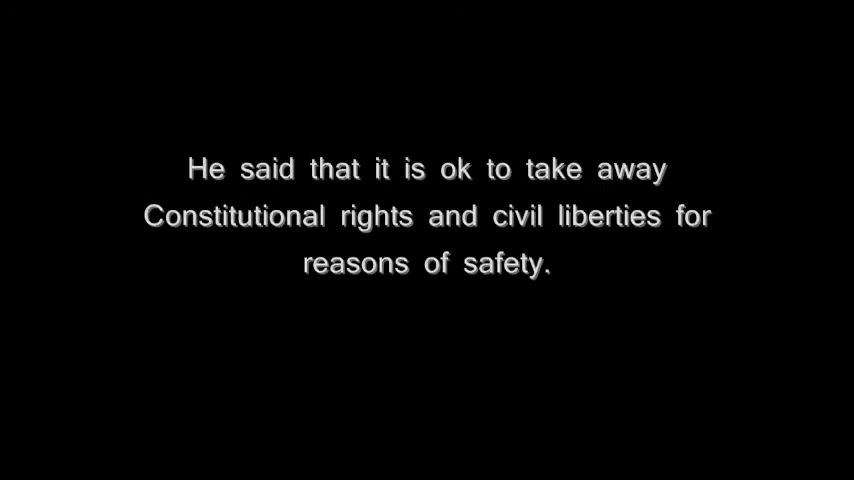 He said that it is ok to take away
Constitutional rights and civil liberties for
reasons of safety.